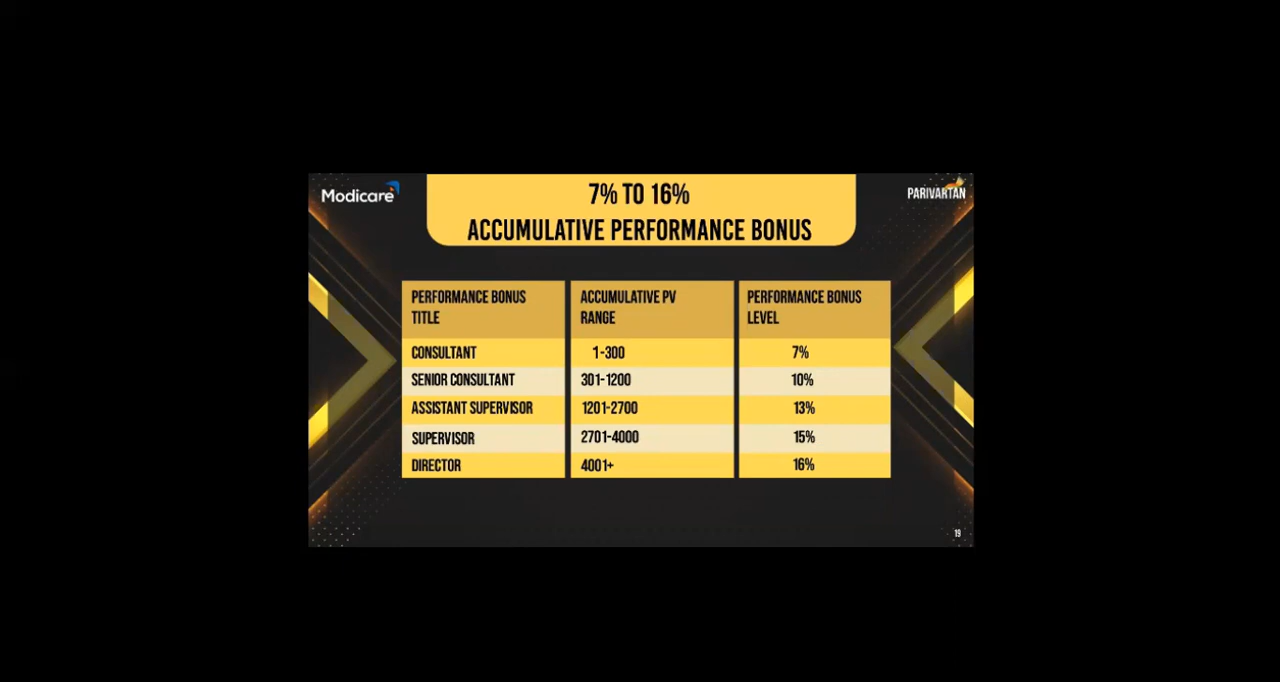 Modicare
7% TO 16%
ACCUMULATIVE PERFORMANCE BONUS
PARIVARTAN
PERFORMANCE BONUS TITLE ACCUMULATIVE PV RANGE PERFORMANCE BONUS LEVEL
CONSULTANT 1-300 7%
SENIOR CONSULTANT 301-1200 10%
ASSISTANT SUPERVISOR 1201-2700 13%
SUPERVISOR 2701-4000 15%
DIRECTOR 4001+ 16%
19